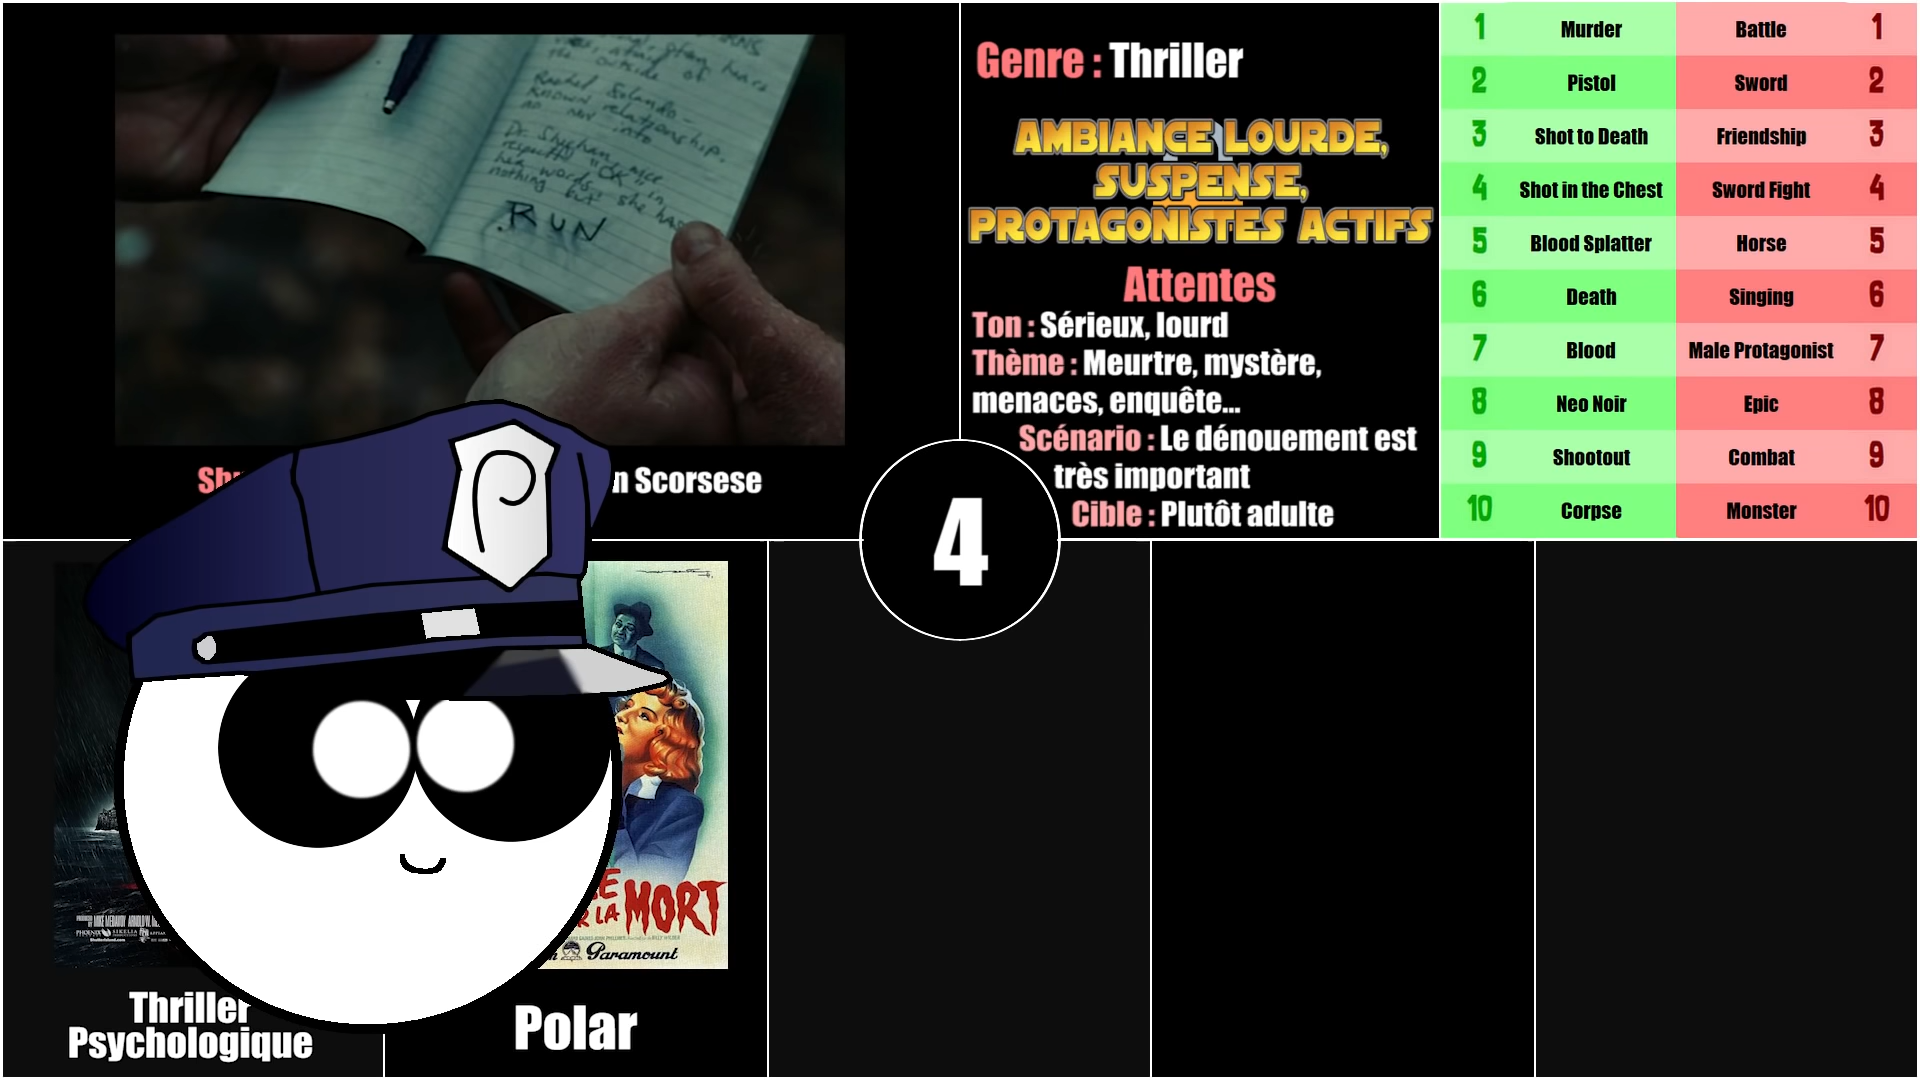 RUN
Sh
n Scorsese
Genre : Thriller
AMBIANCE LOURDE,
SUSPENSE,
PROTAGONISTES ACTIFS
Attentes
Ton : Sérieux, lourd
Thème : Meurtre, mystère,
menaces, enquête...
Scénario : Le dénouement est
très important
Cible : Plutôt adulte
1 Murder Battle 1
2 Pistol Sword 2
3 Shot to Death Friendship 3
4 Shot in the Chest Sword Fight 4
5 Blood Splatter Horse 5
6 Death Singing 6
7 Blood Male Protagonist 7
8 Neo Noir Epic 8
9 Shootout Combat 9
10 Corpse Monster 10
4
LA MORT
Paramount
Thriller
Psychologique
Polar